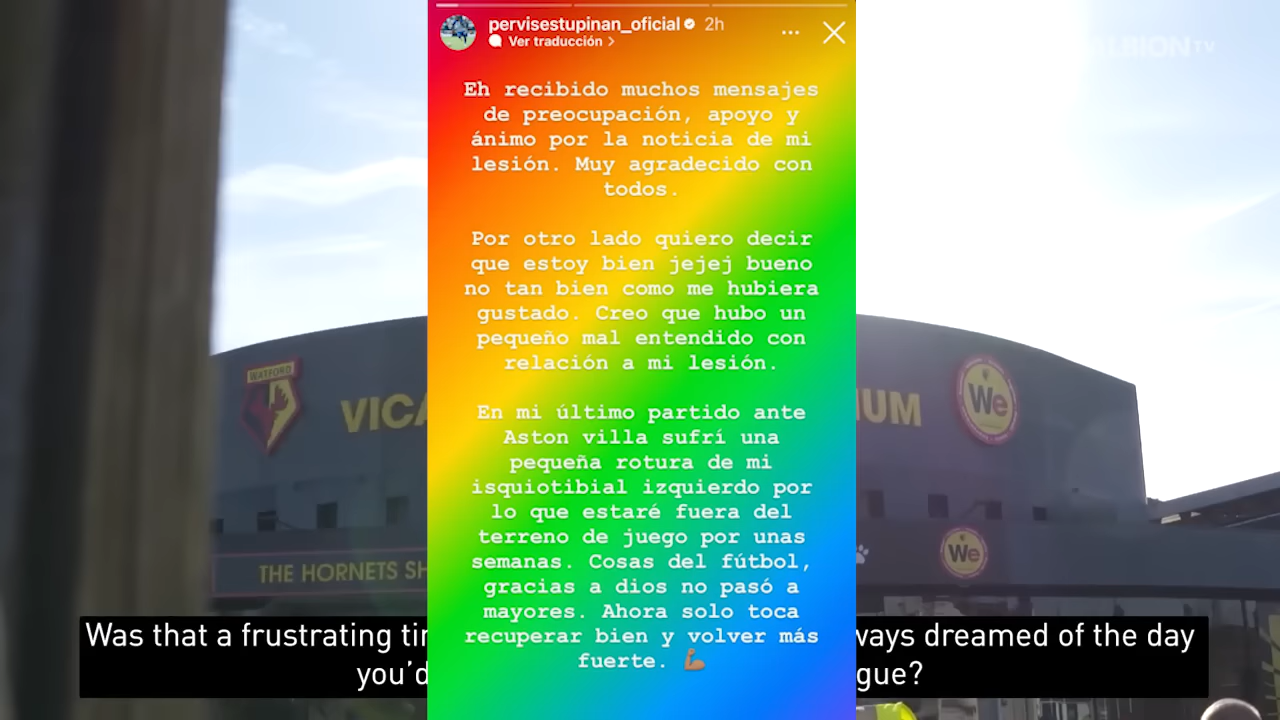 ALBION TV
pervisestupinan_oficial 2h
Ver traducción
Eh recibido muchos mensajes
de preocupación, apoyo y
ánimo por la noticia de mi
lesión. Muy agradecido con
todos.
Por otro lado quiero decir
que estoy bien jejej bueno
no tan bien como me hubiera
gustado. Creo que hubo un
pequeño mal entendido con
relación a mi lesión.
En mi último partido ante
Aston villa sufrí una
pequeña rotura de mi
isquiotibial izquierdo por
lo que estaré fuera del
terreno de juego por unas
semanas. Cosas del fútbol,
gracias a dios no pasó a
mayores. Ahora solo toca
recuperar bien y volver más
fuerte. 💪🏽
WATFORD
VICA
UM
We
We
THE HORNETS SH
Was that a frustrating ways dreamed of the day
you'd gue?